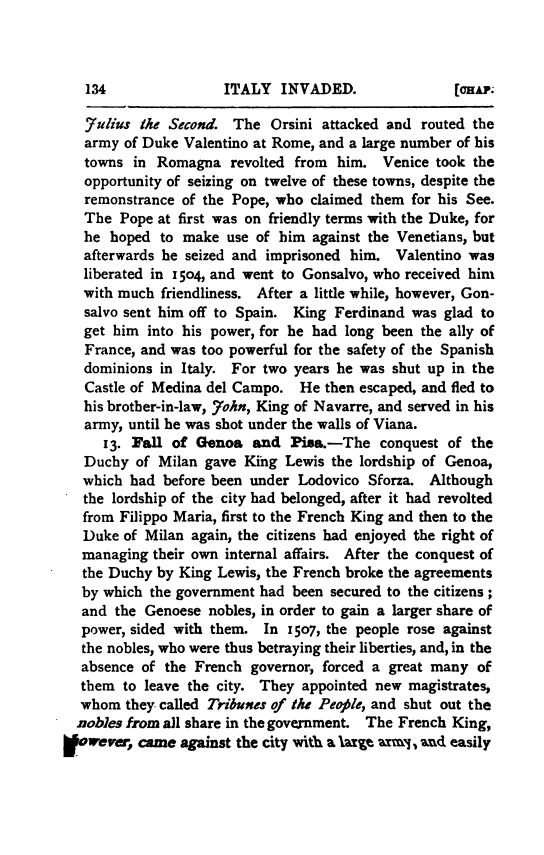 134 ITALY INVADED. [CHAP.
Julius the Second. The Orsini attacked and routed the
army of Duke Valentino at Rome, and a large number of his
towns in Romagna revolted from him. Venice took the
opportunity of seizing on twelve of these towns, despite the
remonstrance of the Pope, who claimed them for his See.
The Pope at first was on friendly terms with the Duke, for
he hoped to make use of him against the Venetians, but
afterwards he seized and imprisoned him. Valentino was
liberated in 1504, and went to Gonsalvo, who received him
with much friendliness. After a little while, however, Gon-
salvo sent him off to Spain. King Ferdinand was glad to
get him into his power, for he had long been the ally of
France, and was too powerful for the safety of the Spanish
dominions in Italy. For two years he was shut up in the
Castle of Medina del Campo. He then escaped, and fled to
his brother-in-law, John, King of Navarre, and served in his
army, until he was shot under the walls of Viana.
13. Fall of Genoa and Pisa.—The conquest of the
Duchy of Milan gave King Lewis the lordship of Genoa,
which had before been under Lodovico Sforza. Although
the lordship of the city had belonged, after it had revolted
from Filippo Maria, first to the French King and then to the
Duke of Milan again, the citizens had enjoyed the right of
managing their own internal affairs. After the conquest of
the Duchy by King Lewis, the French broke the agreements
by which the government had been secured to the citizens;
and the Genoese nobles, in order to gain a larger share of
power, sided with them. In 1507, the people rose against
the nobles, who were thus betraying their liberties, and, in the
absence of the French governor, forced a great many of
them to leave the city. They appointed new magistrates,
whom they called Tribunes of the People, and shut out the
nobles from all share in the government. The French King,
however, came against the city with a large army, and easily